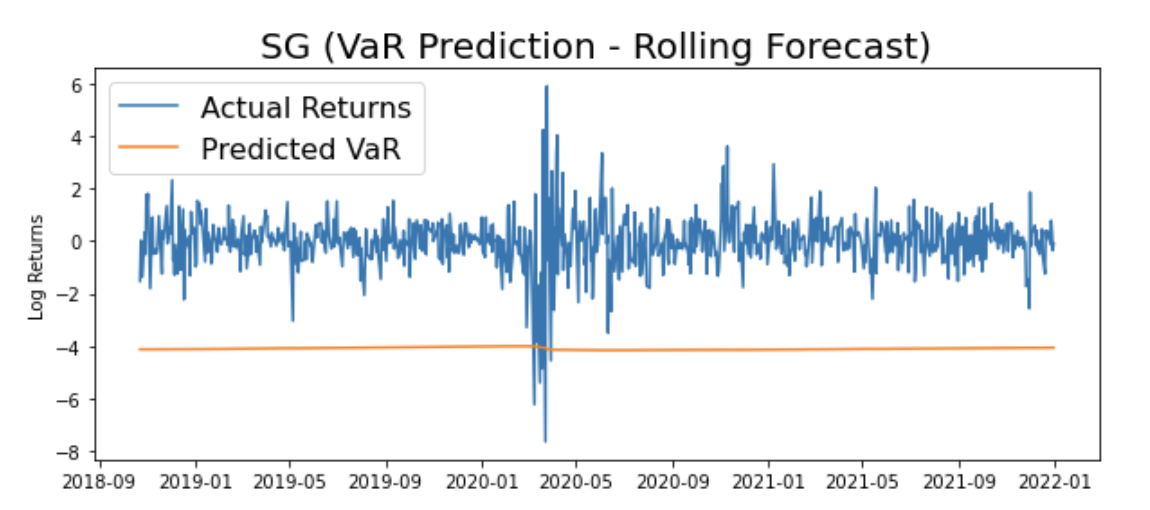 SG (VaR Prediction - Rolling Forecast)
Actual Returns
Predicted VaR
Log Returns
6
4
2
0
−2
−4
−6
−8
2018-09 2019-01 2019-05 2019-09 2020-01 2020-05 2020-09 2021-01 2021-05 2021-09 2022-01